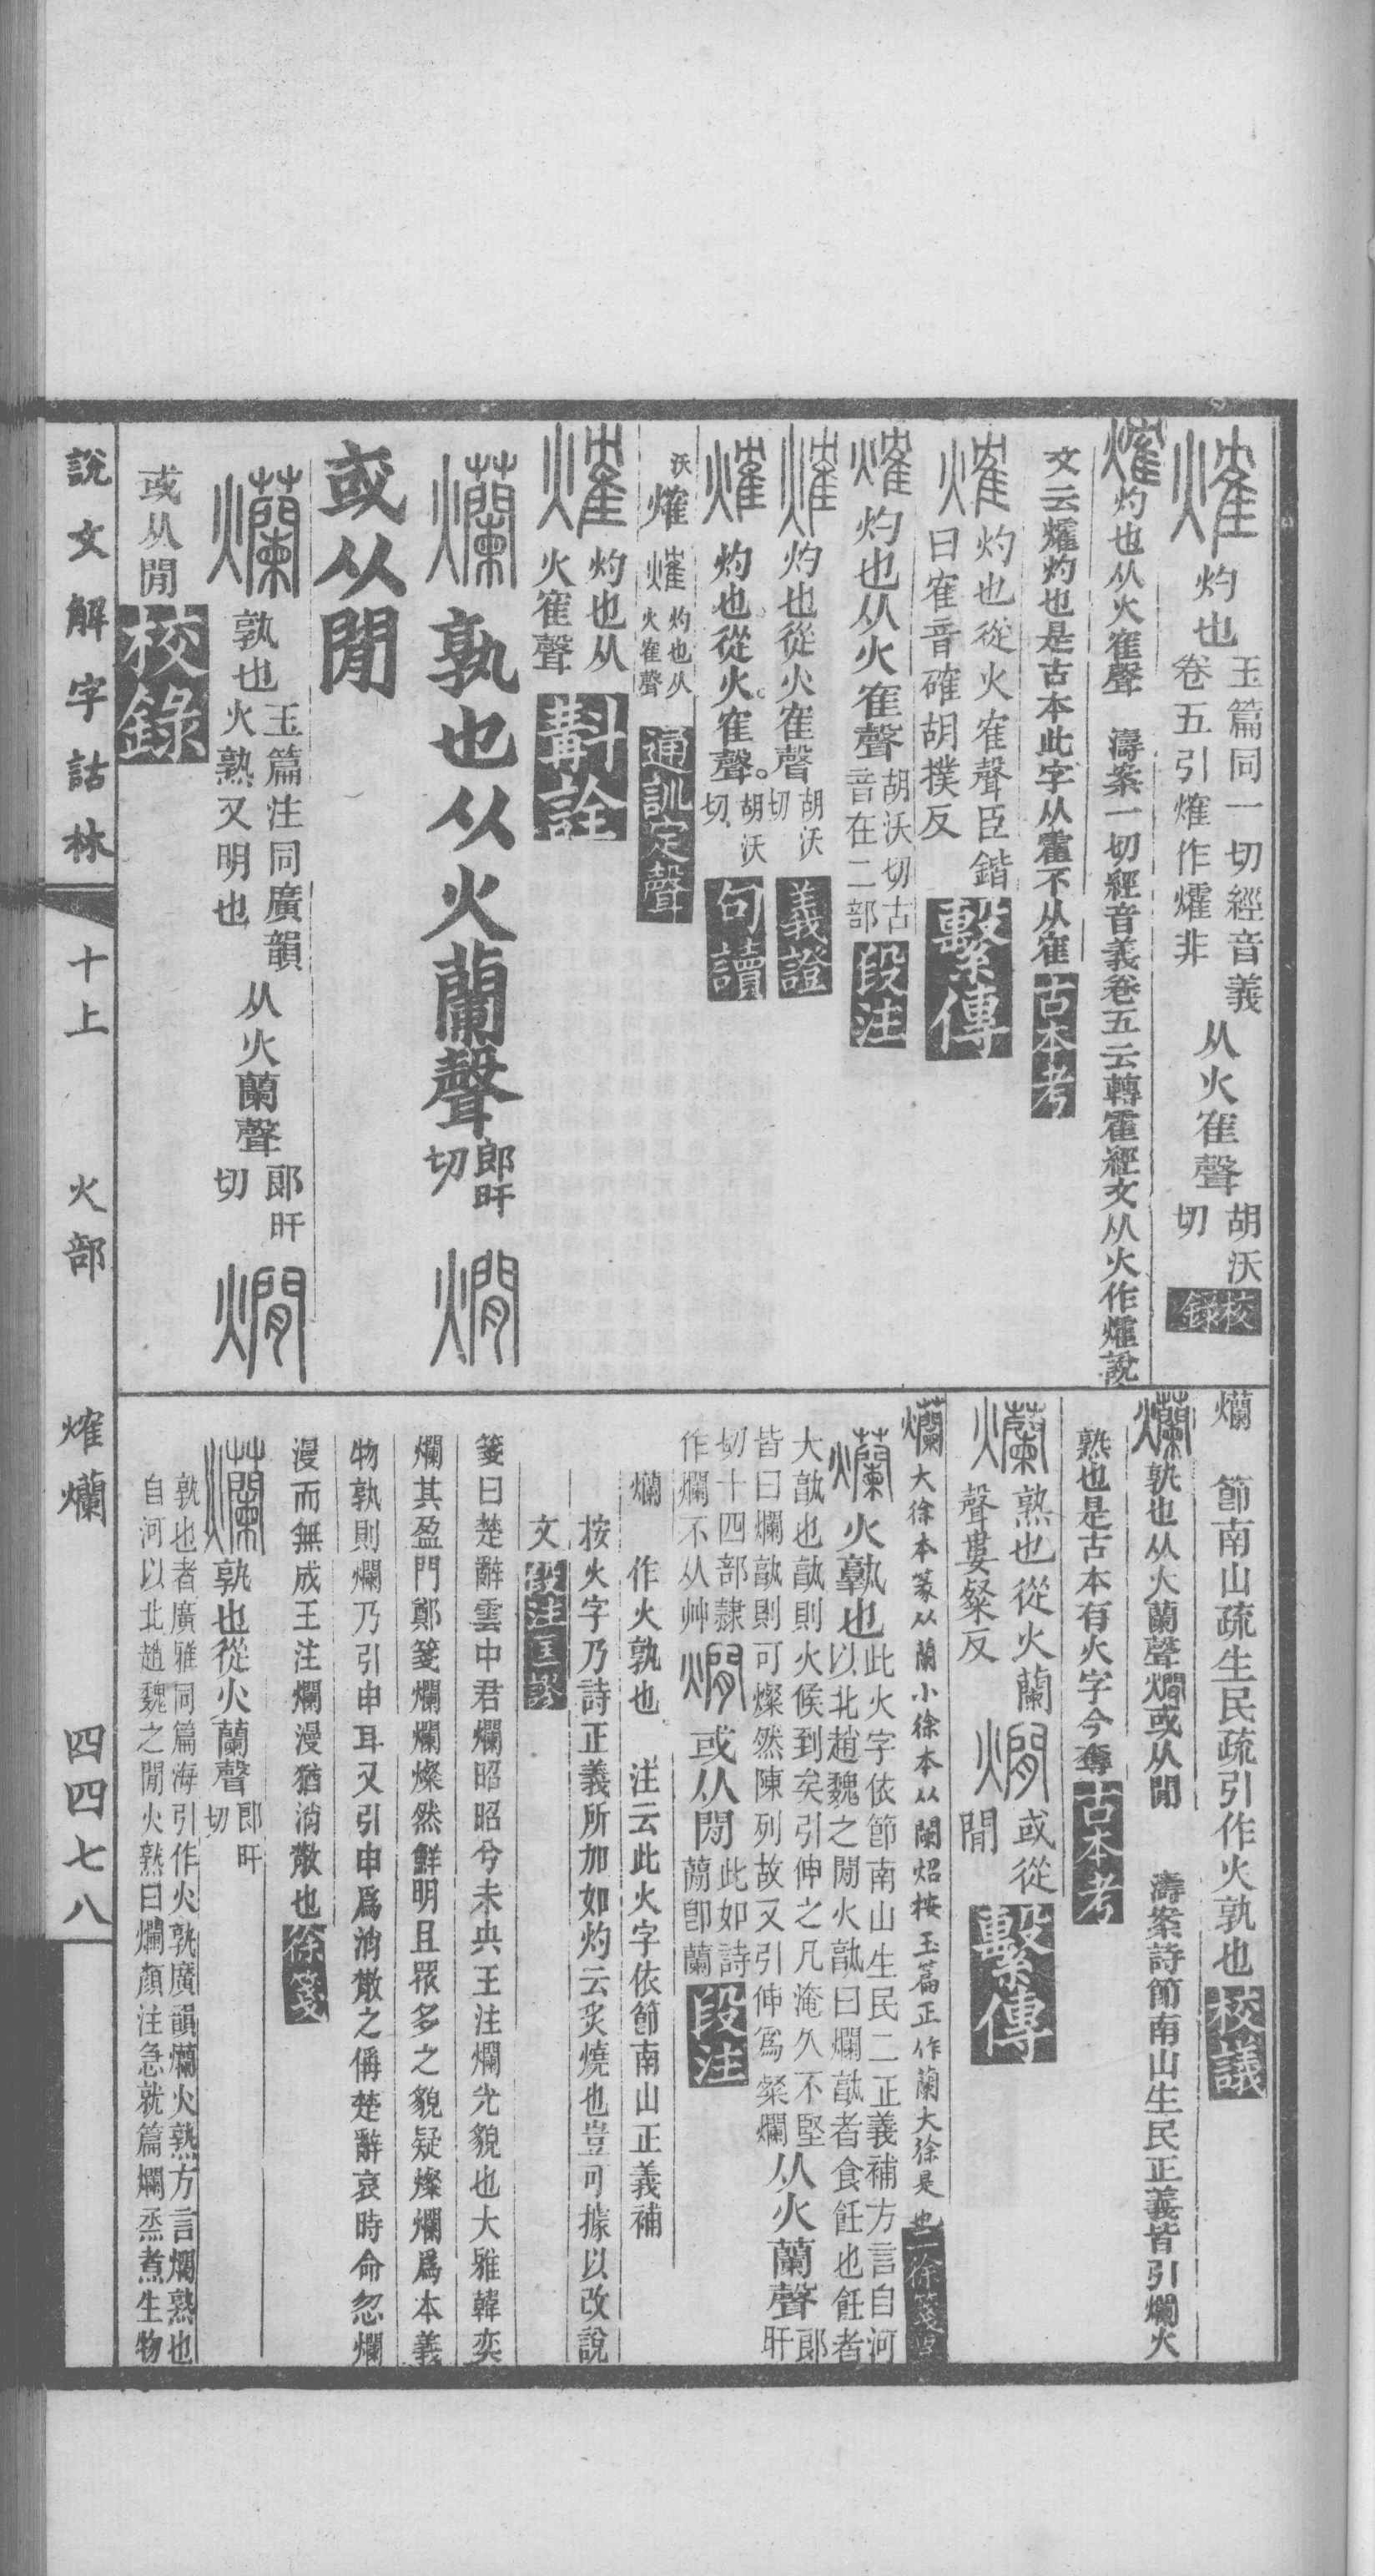 㷶灼也玉篇同一切經音義卷五引㷶作㸌非从火隺聲胡沃切校錄
㷶灼也从火隺聲　濤案一切經音義卷五云轉霍經文从火作㸌說
文云㸌灼也是古本此字从霍不从隺古本考
㷶灼也從火隺聲臣鍇曰隺音確胡撲反繫傳
㷶灼也从火隺聲胡沃切古音在二部段注
㷶灼也從火隺聲胡沃切義證
㷶灼也。從火。隺聲。胡沃切句讀
沃㷶㷶灼也从火隺聲通訓定聲
㷶灼也从火隺聲斠詮
爤孰也从火蘭聲郎旰切 燗
或从閒
爤孰也玉篇注同廣韻火熟又明也从火蘭聲郎旰切 燗
或从閒校錄
爛　節南山疏生民疏引作火孰也校議
爤孰也从火蘭聲燗或从閒　濤案詩節南山生民正義皆引爛火
熟也是古本有火字今奪古本考
爤熟也從火蘭聲婁粲反燗或從閒繫傳
爤大徐本篆从蘭小徐本从闌炤按玉篇正作蘭大徐是也二徐箋異
爤火孰也此火字依節南山生民二正義補方言自河以北趙魏之閒火孰曰爛孰者食飪也飪者
大孰也孰則火候到矣引伸之凡淹久不堅皆曰爛孰則可燦然陳列故又引伸爲粲爛从火蘭聲郎旰
切十四部隷作爛不从艸燗或从閒此如詩蕑卽蘭段注
爛　作火孰也　注云此火字依節南山正義補
按火字乃詩正義所加如灼云炙燒也豈可據以改說
文段注匡謬
箋曰楚辭雲中君爛昭昭兮未央王注爛光貌也大雅韓奕
爛其盈門鄭箋爛爛燦然鮮明且眾多之貌疑燦爛爲本義
物孰則爛乃引申耳又引申爲消散之偁楚辭哀時命忽爛
漫而無成王注爛漫猶消散也徐箋
爤孰也從火蘭聲郎旰切
孰也者廣雅同篇海引作火孰廣韻爤火熟方言爛熟也
自河以北趙魏之閒火熟曰爛顏注急就篇爛烝煮生物
說文解字詁林　十上　火部　㷶爛　四四七八